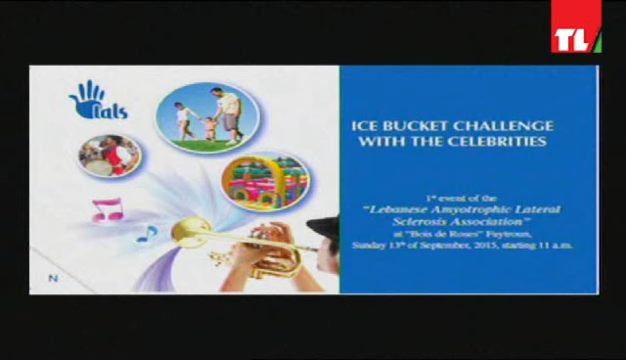 TL
lals
ICE BUCKET CHALLENGE
WITH THE CELEBRITIES
1st event of the
"Lebanese Amyotrophic Lateral
Sclerosis Association"
at "Bois de Roses" Faytroun,
Sunday 13th of September, 2015, starting 11 a.m.
N